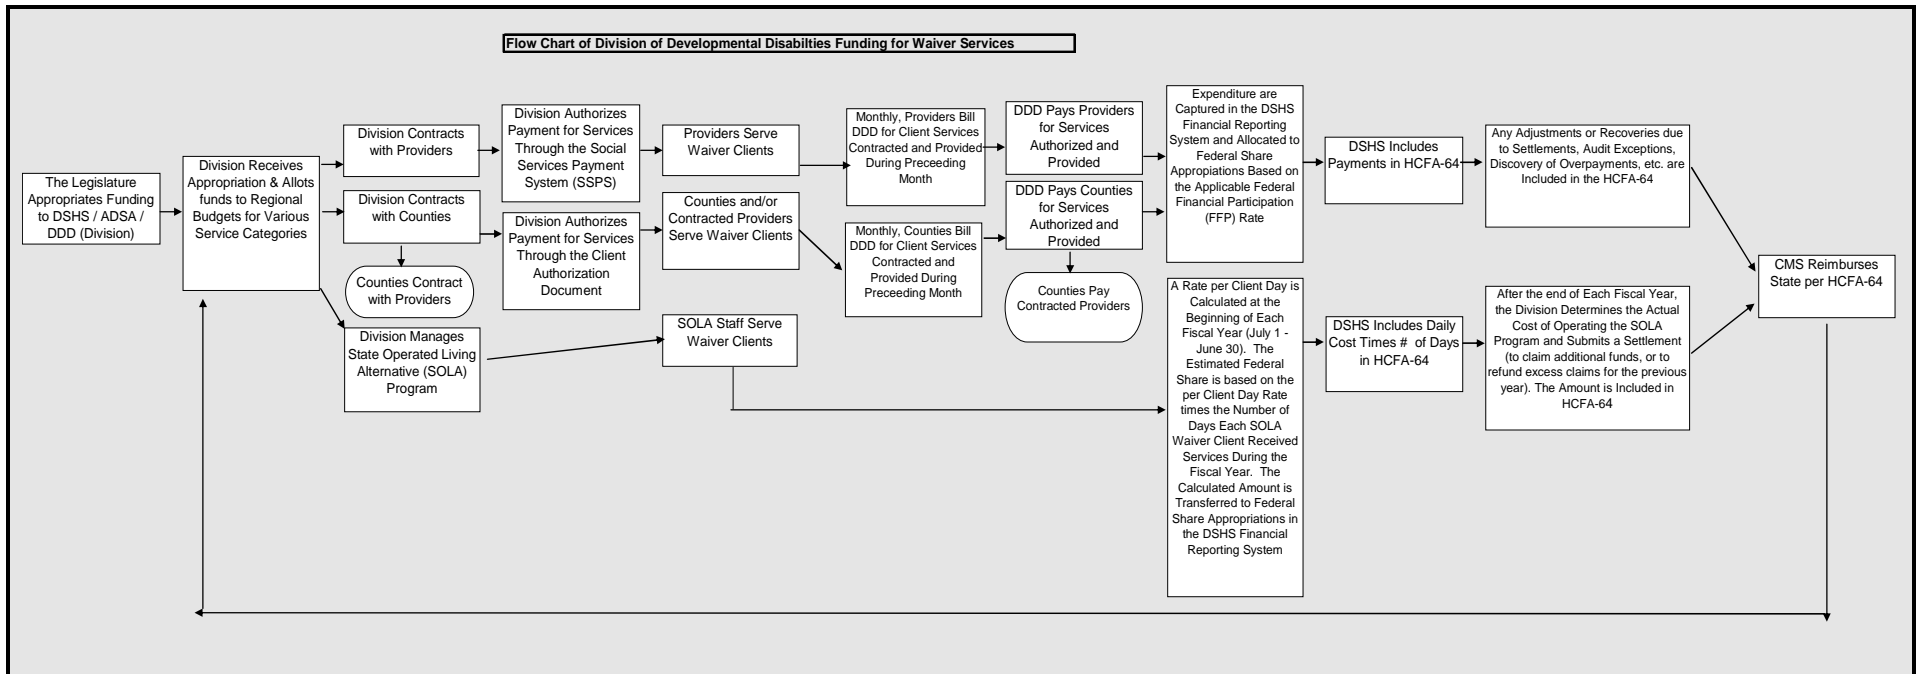 Flow Chart of Division of Developmental Disabilties Funding for Waiver Services
The Legislature
Appropriates Funding
to DSHS / ADSA /
DDD (Division)
Division Receives
Appropriation & Allots
funds to Regional
Budgets for Various
Service Categories
Division Contracts
with Providers
Division Contracts
with Counties
Counties Contract
with Providers
Division Manages
State Operated Living
Alternative (SOLA)
Program
Division Authorizes
Payment for Services
Through the Social
Services Payment
System (SSPS)
Division Authorizes
Payment for Services
Through the Client
Authorization
Document
Providers Serve
Waiver Clients
Counties and/or
Contracted Providers
Serve Waiver Clients
SOLA Staff Serve
Waiver Clients
Monthly, Providers Bill
DDD for Client Services
Contracted and Provided
During Preceeding
Month
Monthly, Counties Bill
DDD for Client Services
Contracted and
Provided During
Preceeding Month
DDD Pays Providers
for Services
Authorized and
Provided
DDD Pays Counties
for Services
Authorized and
Provided
Counties Pay
Contracted Providers
Expenditure are
Captured in the DSHS
Financial Reporting
System and Allocated to
Federal Share
Appropiations Based on
the Applicable Federal
Financial Participation
(FFP) Rate
A Rate per Client Day is
Calculated at the
Beginning of Each
Fiscal Year (July 1 -
June 30). The
Estimated Federal
Share is based on the
per Client Day Rate
times the Number of
Days Each SOLA
Waiver Client Received
Services During the
Fiscal Year. The
Calculated Amount is
Transferred to Federal
Share Appropriations in
the DSHS Financial
Reporting System
DSHS Includes
Payments in HCFA-64
DSHS Includes Daily
Cost Times # of Days
in HCFA-64
Any Adjustments or Recoveries due
to Settlements, Audit Exceptions,
Discovery of Overpayments, etc. are
Included in the HCFA-64
After the end of Each Fiscal Year,
the Division Determines the Actual
Cost of Operating the SOLA
Program and Submits a Settlement
(to claim additional funds, or to
refund excess claims for the previous
year). The Amount is Included in
HCFA-64
CMS Reimburses
State per HCFA-64